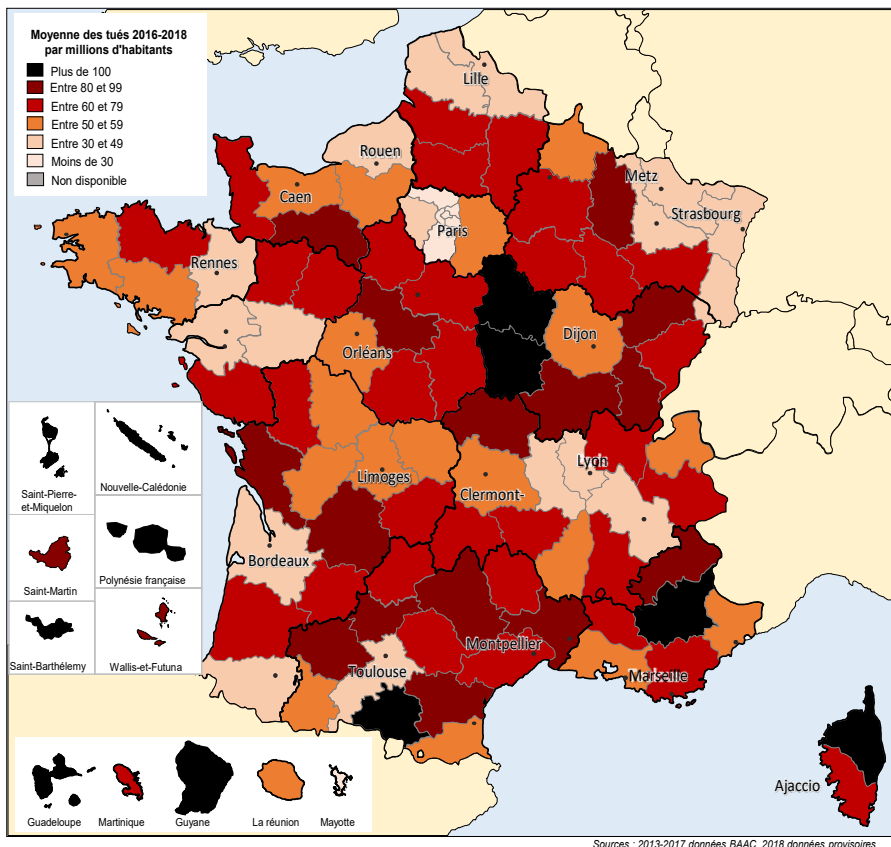 Moyenne des tués 2016-2018
par millions d'habitants
Plus de 100
Entre 80 et 99
Entre 60 et 79
Entre 50 et 59
Entre 30 et 49
Moins de 30
Non disponible
Lille
Rouen
Caen
Metz
Strasbourg
Paris
Rennes
Orléans
Dijon
Limoges
Clermont-
Lyon
Bordeaux
Montpellier
Toulouse
Marseille
Ajaccio
Saint-Pierre-
et-Miquelon
Nouvelle-Calédonie
Saint-Martin
Polynésie française
Saint-Barthélemy
Wallis-et-Futuna
Guadeloupe
Martinique
Guyane
La réunion
Mayotte
Sources : 2013-2017 données BAAC, 2018 données provisoires